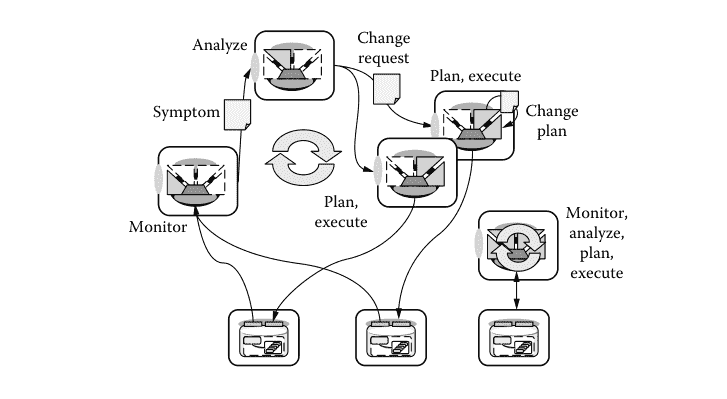 Analyze
Change
request
Plan, execute
Symptom
Change
plan
Plan,
execute
Monitor
Monitor,
analyze,
plan,
execute